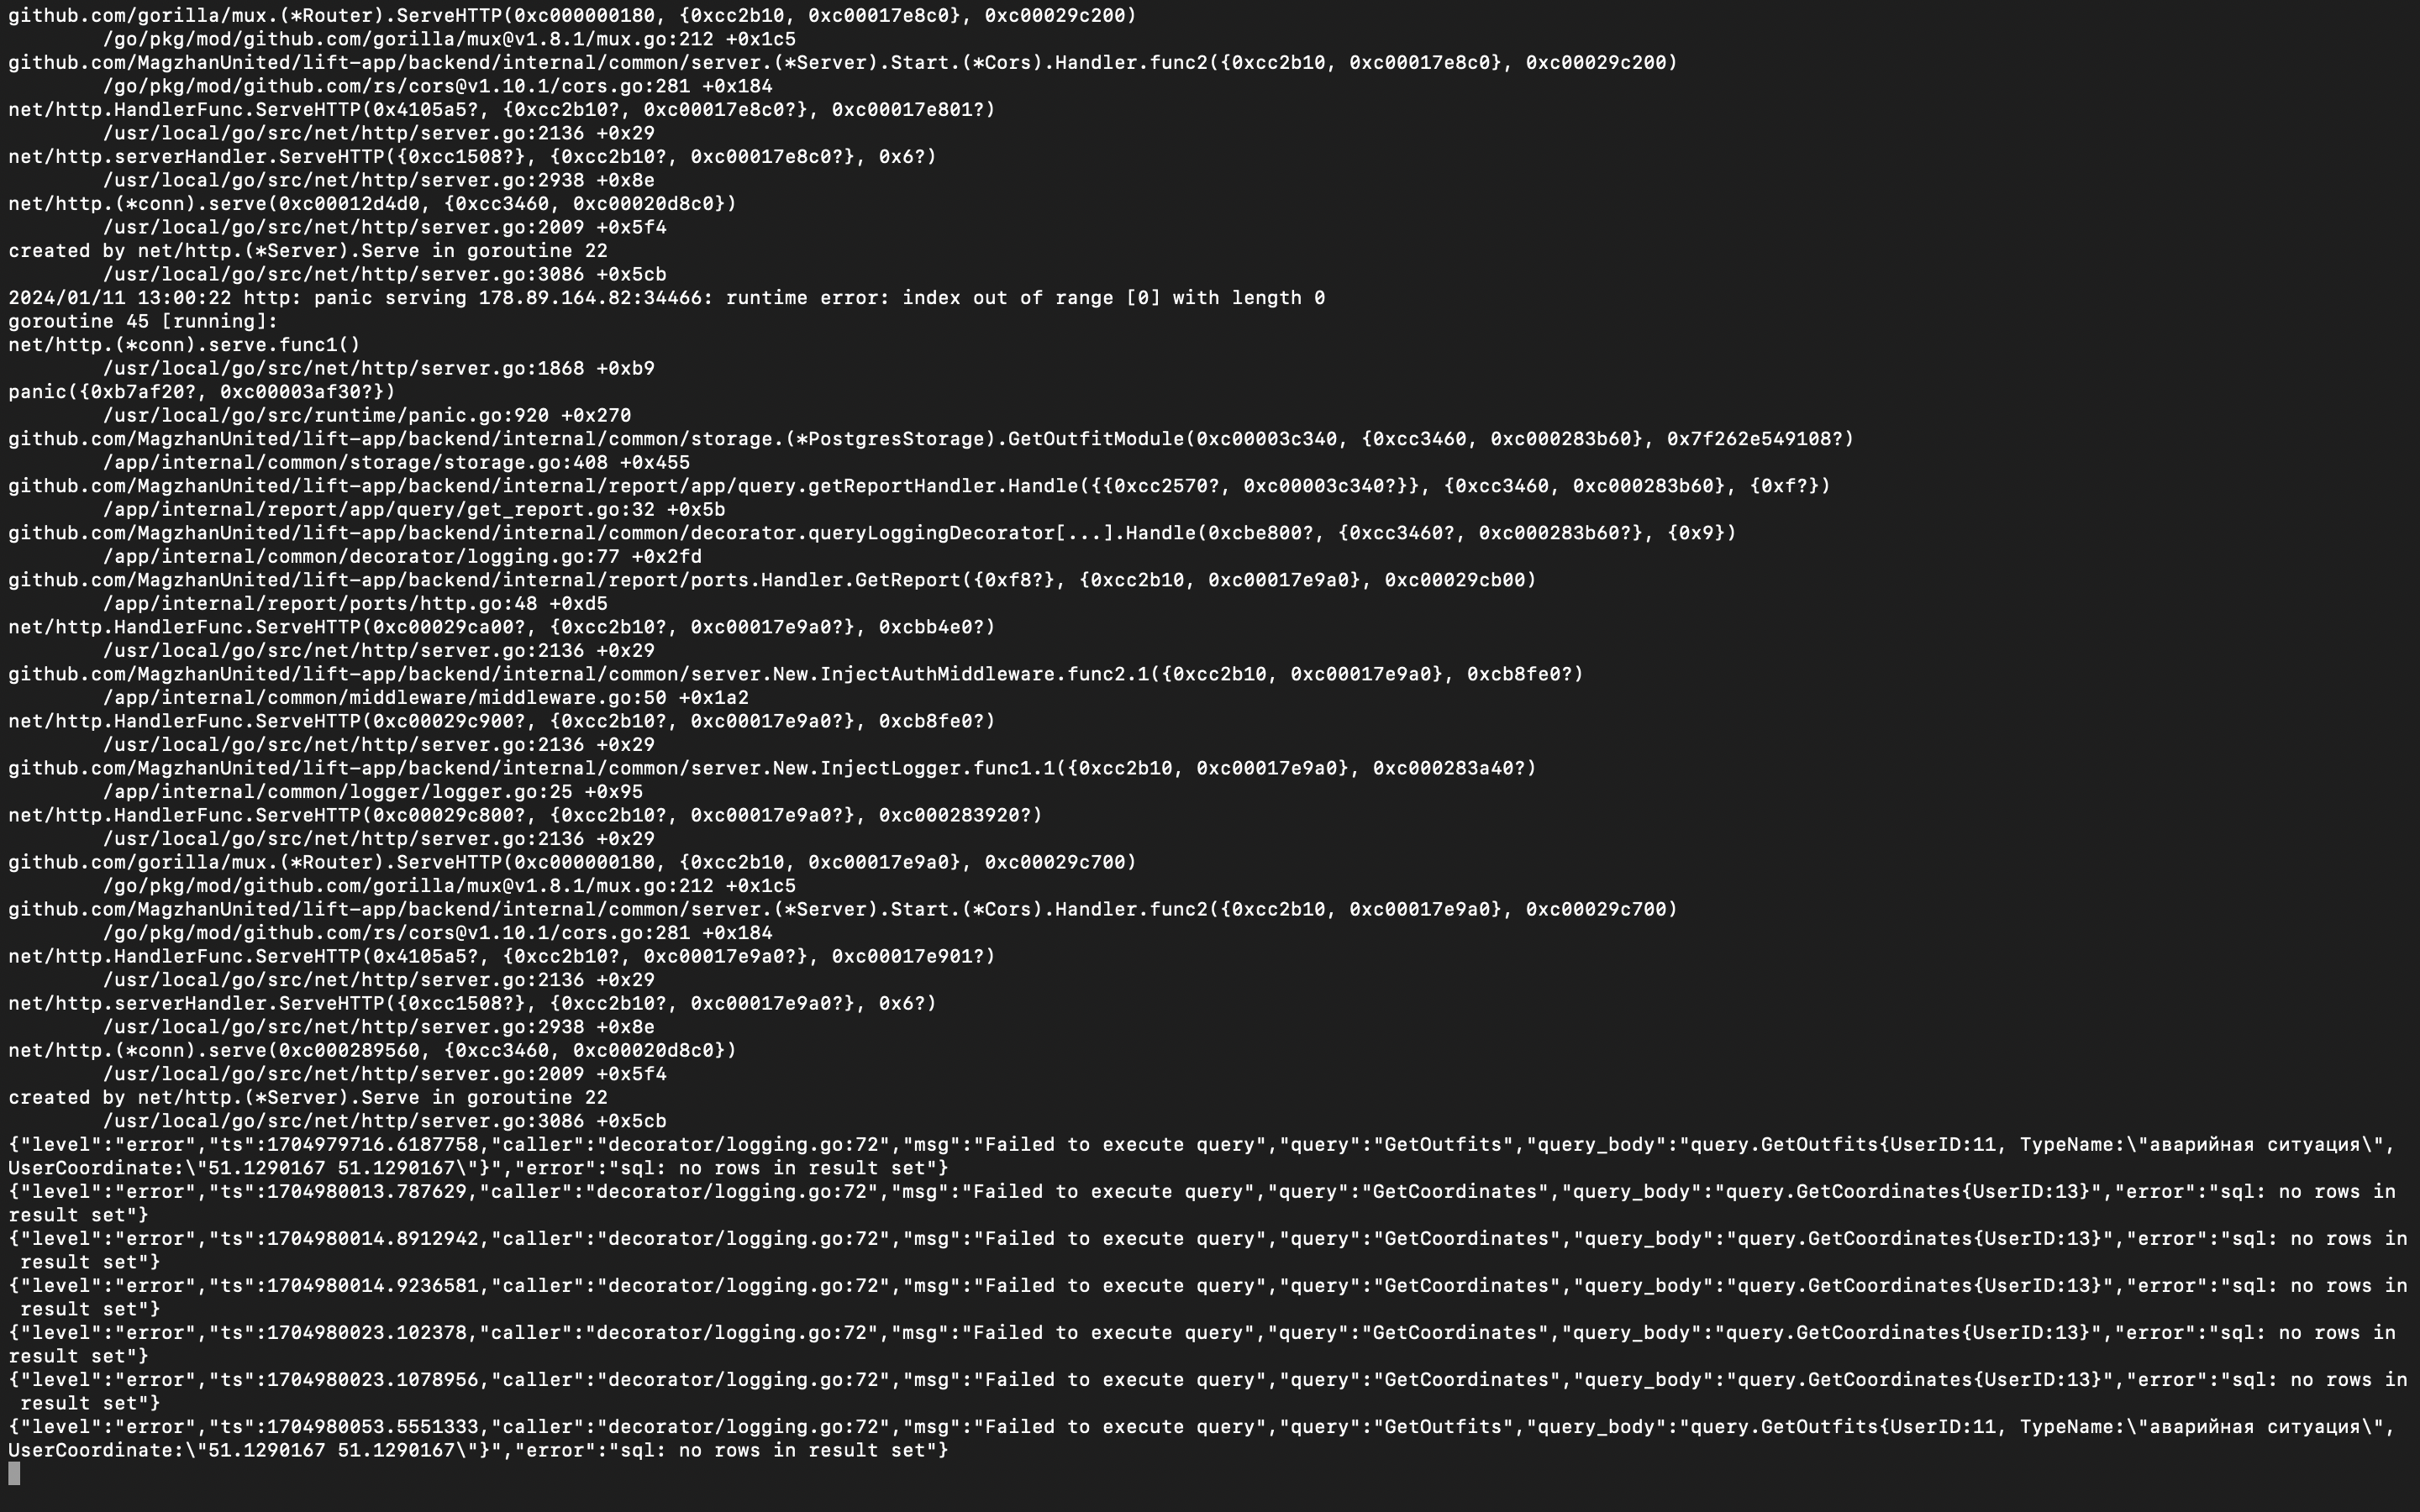 github.com/gorilla/mux.(*Router).ServeHTTP(0xc000000180, {0xcc2b10, 0xc00017e8c0}, 0xc00029c200)
        /go/pkg/mod/github.com/gorilla/mux@v1.8.1/mux.go:212 +0x1c5
github.com/MagzhanUnited/lift-app/backend/internal/common/server.(*Server).Start.(*Cors).Handler.func2({0xcc2b10, 0xc00017e8c0}, 0xc00029c200)
        /go/pkg/mod/github.com/rs/cors@v1.10.1/cors.go:281 +0x184
net/http.HandlerFunc.ServeHTTP(0x4105a5?, {0xcc2b10?, 0xc00017e8c0?}, 0xc00017e801?)
        /usr/local/go/src/net/http/server.go:2136 +0x29
net/http.serverHandler.ServeHTTP({0xcc1508?}, {0xcc2b10?, 0xc00017e8c0?}, 0x6?)
        /usr/local/go/src/net/http/server.go:2938 +0x8e
net/http.(*conn).serve(0xc00012d4d0, {0xcc3460, 0xc00020d8c0})
        /usr/local/go/src/net/http/server.go:2009 +0x5f4
created by net/http.(*Server).Serve in goroutine 22
        /usr/local/go/src/net/http/server.go:3086 +0x5cb
2024/01/11 13:00:22 http: panic serving 178.89.164.82:34466: runtime error: index out of range [0] with length 0
goroutine 45 [running]:
net/http.(*conn).serve.func1()
        /usr/local/go/src/net/http/server.go:1868 +0xb9
panic({0xb7af20?, 0xc00003af30?})
        /usr/local/go/src/runtime/panic.go:920 +0x270
github.com/MagzhanUnited/lift-app/backend/internal/common/storage.(*PostgresStorage).GetOutfitModule(0xc00003c340, {0xcc3460, 0xc000283b60}, 0x7f262e549108?)
        /app/internal/common/storage/storage.go:408 +0x455
github.com/MagzhanUnited/lift-app/backend/internal/report/app/query.getReportHandler.Handle({{0xcc2570?, 0xc00003c340?}}, {0xcc3460, 0xc000283b60}, {0xf?})
        /app/internal/report/app/query/get_report.go:32 +0x5b
github.com/MagzhanUnited/lift-app/backend/internal/common/decorator.queryLoggingDecorator[...].Handle(0xcbe800?, {0xcc3460?, 0xc000283b60?}, {0x9})
        /app/internal/common/decorator/logging.go:77 +0x2fd
github.com/MagzhanUnited/lift-app/backend/internal/report/ports.Handler.GetReport({0xf8?}, {0xcc2b10, 0xc00017e9a0}, 0xc00029cb00)
        /app/internal/report/ports/http.go:48 +0xd5
net/http.HandlerFunc.ServeHTTP(0xc00029ca00?, {0xcc2b10?, 0xc00017e9a0?}, 0xcbb4e0?)
        /usr/local/go/src/net/http/server.go:2136 +0x29
github.com/MagzhanUnited/lift-app/backend/internal/common/server.New.InjectAuthMiddleware.func2.1({0xcc2b10, 0xc00017e9a0}, 0xcb8fe0?)
        /app/internal/common/middleware/middleware.go:50 +0x1a2
net/http.HandlerFunc.ServeHTTP(0xc00029c900?, {0xcc2b10?, 0xc00017e9a0?}, 0xcb8fe0?)
        /usr/local/go/src/net/http/server.go:2136 +0x29
github.com/MagzhanUnited/lift-app/backend/internal/common/server.New.InjectLogger.func1.1({0xcc2b10, 0xc00017e9a0}, 0xc000283a40?)
        /app/internal/common/logger/logger.go:25 +0x95
net/http.HandlerFunc.ServeHTTP(0xc00029c800?, {0xcc2b10?, 0xc00017e9a0?}, 0xc000283920?)
        /usr/local/go/src/net/http/server.go:2136 +0x29
github.com/gorilla/mux.(*Router).ServeHTTP(0xc000000180, {0xcc2b10, 0xc00017e9a0}, 0xc00029c700)
        /go/pkg/mod/github.com/gorilla/mux@v1.8.1/mux.go:212 +0x1c5
github.com/MagzhanUnited/lift-app/backend/internal/common/server.(*Server).Start.(*Cors).Handler.func2({0xcc2b10, 0xc00017e9a0}, 0xc00029c700)
        /go/pkg/mod/github.com/rs/cors@v1.10.1/cors.go:281 +0x184
net/http.HandlerFunc.ServeHTTP(0x4105a5?, {0xcc2b10?, 0xc00017e9a0?}, 0xc00017e901?)
        /usr/local/go/src/net/http/server.go:2136 +0x29
net/http.serverHandler.ServeHTTP({0xcc1508?}, {0xcc2b10?, 0xc00017e9a0?}, 0x6?)
        /usr/local/go/src/net/http/server.go:2938 +0x8e
net/http.(*conn).serve(0xc000289560, {0xcc3460, 0xc00020d8c0})
        /usr/local/go/src/net/http/server.go:2009 +0x5f4
created by net/http.(*Server).Serve in goroutine 22
        /usr/local/go/src/net/http/server.go:3086 +0x5cb
{"level":"error","ts":1704979716.6187758,"caller":"decorator/logging.go:72","msg":"Failed to execute query","query":"GetOutfits","query_body":"query.GetOutfits{UserID:11, TypeName:\"аварийная ситуация\",
UserCoordinate:\"51.1290167 51.1290167\"}","error":"sql: no rows in result set"}
{"level":"error","ts":1704980013.787629,"caller":"decorator/logging.go:72","msg":"Failed to execute query","query":"GetCoordinates","query_body":"query.GetCoordinates{UserID:13}","error":"sql: no rows in
result set"}
{"level":"error","ts":1704980014.8912942,"caller":"decorator/logging.go:72","msg":"Failed to execute query","query":"GetCoordinates","query_body":"query.GetCoordinates{UserID:13}","error":"sql: no rows in
 result set"}
{"level":"error","ts":1704980014.9236581,"caller":"decorator/logging.go:72","msg":"Failed to execute query","query":"GetCoordinates","query_body":"query.GetCoordinates{UserID:13}","error":"sql: no rows in
 result set"}
{"level":"error","ts":1704980023.102378,"caller":"decorator/logging.go:72","msg":"Failed to execute query","query":"GetCoordinates","query_body":"query.GetCoordinates{UserID:13}","error":"sql: no rows in
result set"}
{"level":"error","ts":1704980023.1078956,"caller":"decorator/logging.go:72","msg":"Failed to execute query","query":"GetCoordinates","query_body":"query.GetCoordinates{UserID:13}","error":"sql: no rows in
 result set"}
{"level":"error","ts":1704980053.5551333,"caller":"decorator/logging.go:72","msg":"Failed to execute query","query":"GetOutfits","query_body":"query.GetOutfits{UserID:11, TypeName:\"аварийная ситуация\",
UserCoordinate:\"51.1290167 51.1290167\"}","error":"sql: no rows in result set"}